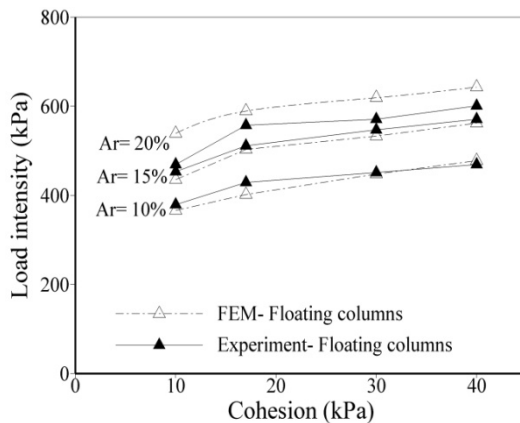 800
600
400
200
0
Load intensity (kPa)
Ar= 20%
Ar= 15%
Ar= 10%
FEM- Floating columns
Experiment- Floating columns
0 10 20 30 40
Cohesion (kPa)